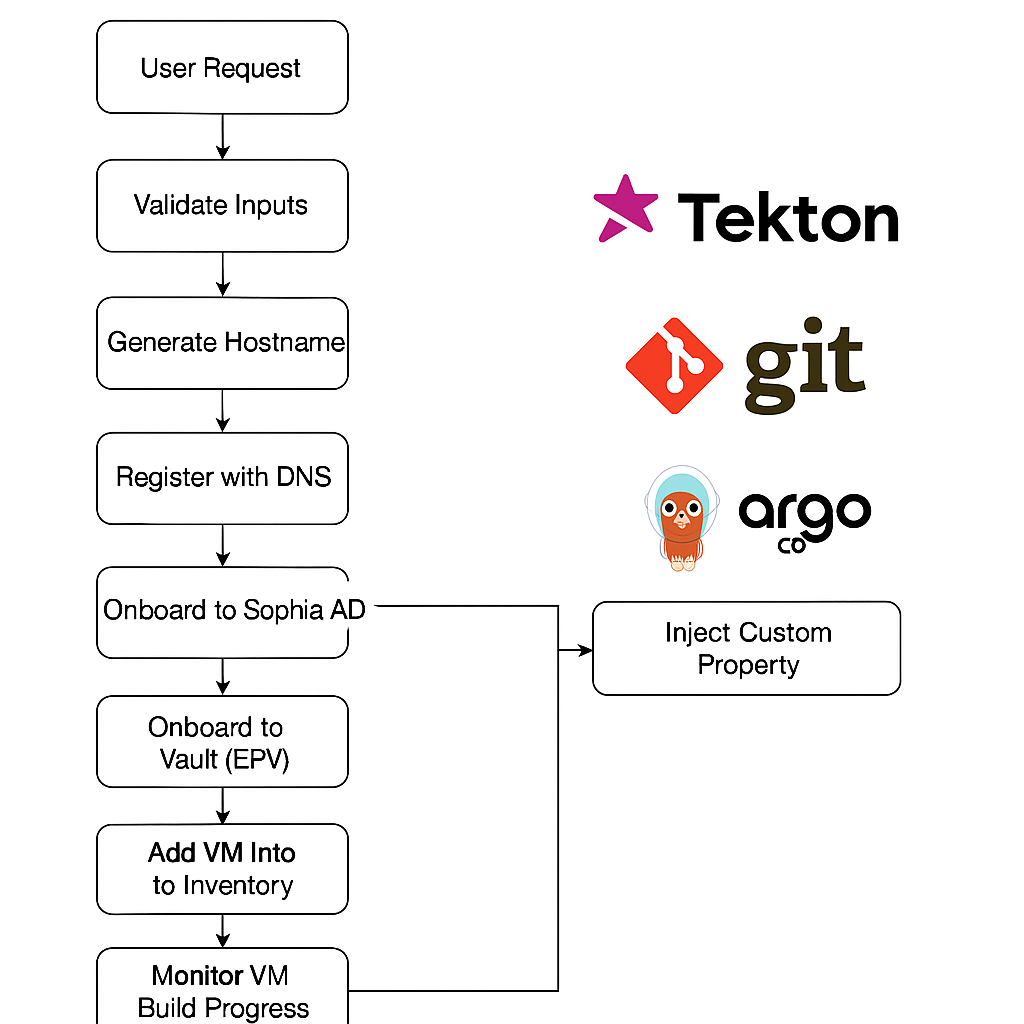 User Request
Validate Inputs
Generate Hostname
Register with DNS
Onboard to Sophia AD
Onboard to
Vault (EPV)
Add VM Into
to Inventory
Monitor VM
Build Progress
Tekton
git
argo
CO
Inject Custom
Property